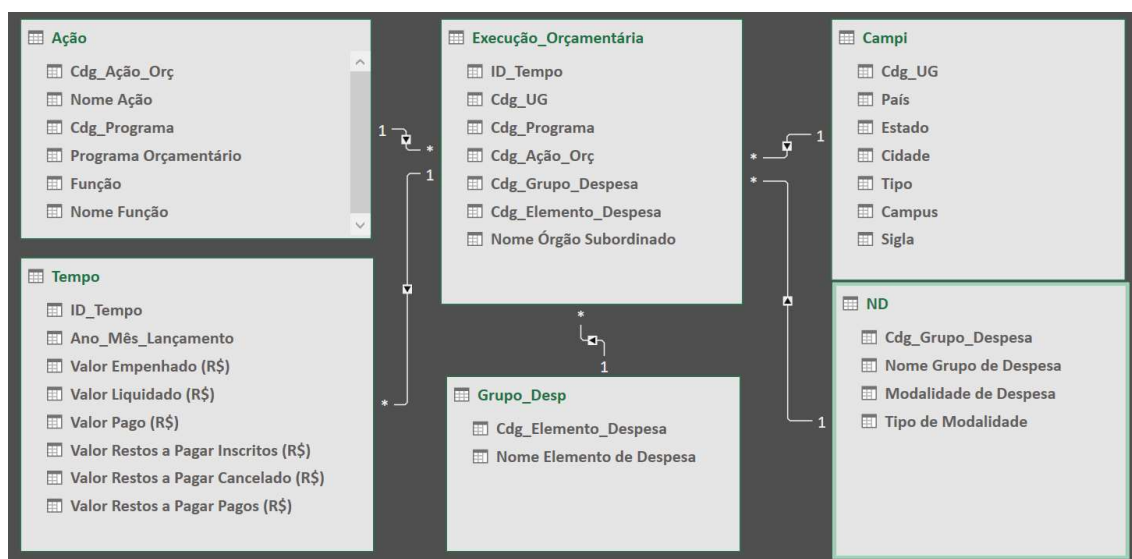 Ação
Cdg_Ação_Orç
Nome Ação
Cdg_Programa
Programa Orçamentário
Função
Nome Função
1
*
Execução_Orçamentária
ID_Tempo
Cdg_UG
Cdg_Programa
Cdg_Ação_Orç
Cdg_Grupo_Despesa
Cdg_Elemento_Despesa
Nome Órgão Subordinado
1
*
*
1
*
Campi
Cdg_UG
País
Estado
Cidade
Tipo
Campus
Sigla
Tempo
ID_Tempo
Ano_Mês_Lançamento
Valor Empenhado (R$)
Valor Liquidado (R$)
Valor Pago (R$)
Valor Restos a Pagar Inscritos (R$)
Valor Restos a Pagar Cancelado (R$)
Valor Restos a Pagar Pagos (R$)
*
*
1
Grupo_Desp
Cdg_Elemento_Despesa
Nome Elemento de Despesa
1
ND
Cdg_Grupo_Despesa
Nome Grupo de Despesa
Modalidade de Despesa
Tipo de Modalidade